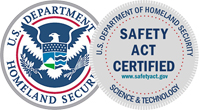 U.S. DEPARTMENT OF
HOMELAND SECURI
U.S. DEPARTMENT OF HOMELAND SECURITY
SAFETY
ACT
CERTIFIED
www.safetyact.gov
SCIENCE & TECHNOLOGY